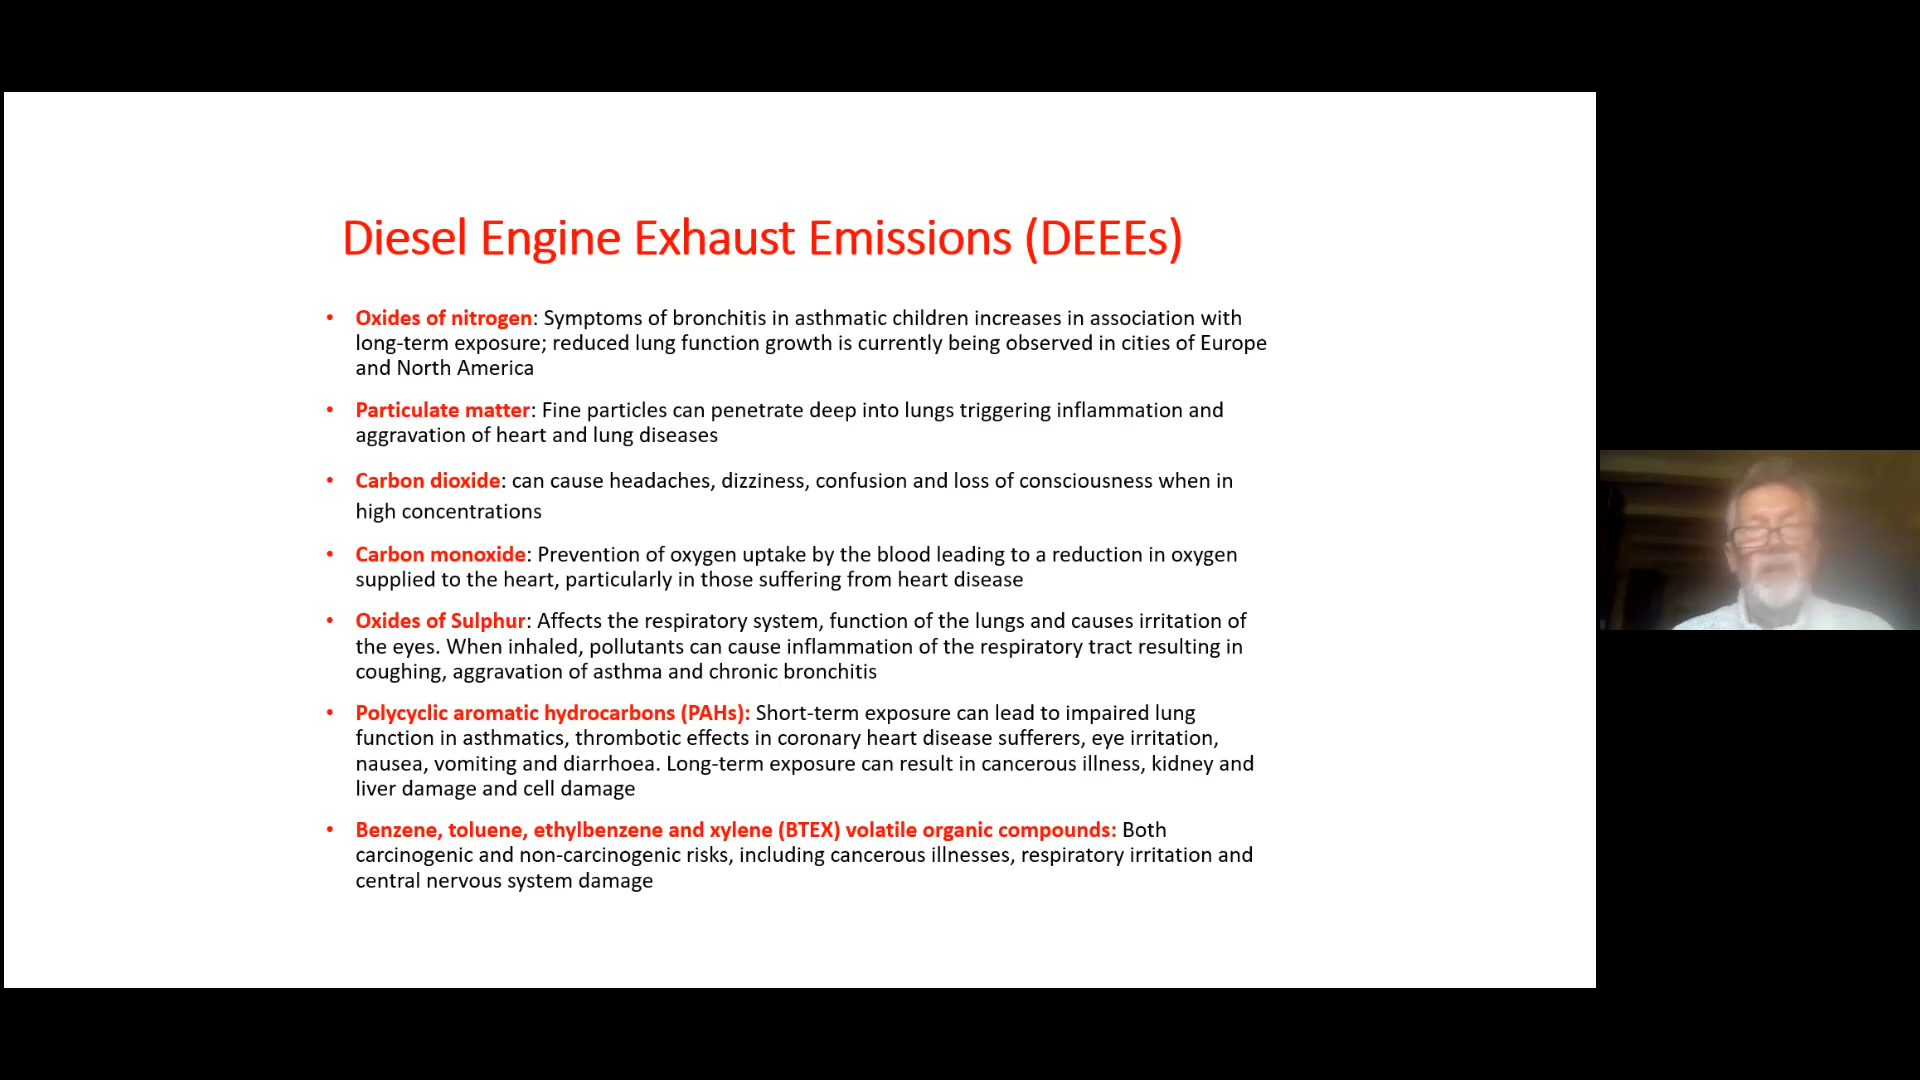 Diesel Engine Exhaust Emissions (DEEEs)
• Oxides of nitrogen: Symptoms of bronchitis in asthmatic children increases in association with
long-term exposure; reduced lung function growth is currently being observed in cities of Europe
and North America
• Particulate matter: Fine particles can penetrate deep into lungs triggering inflammation and
aggravation of heart and lung diseases
• Carbon dioxide: can cause headaches, dizziness, confusion and loss of consciousness when in
high concentrations
• Carbon monoxide: Prevention of oxygen uptake by the blood leading to a reduction in oxygen
supplied to the heart, particularly in those suffering from heart disease
• Oxides of Sulphur: Affects the respiratory system, function of the lungs and causes irritation of
the eyes. When inhaled, pollutants can cause inflammation of the respiratory tract resulting in
coughing, aggravation of asthma and chronic bronchitis
• Polycyclic aromatic hydrocarbons (PAHs): Short-term exposure can lead to impaired lung
function in asthmatics, thrombotic effects in coronary heart disease sufferers, eye irritation,
nausea, vomiting and diarrhoea. Long-term exposure can result in cancerous illness, kidney and
liver damage and cell damage
• Benzene, toluene, ethylbenzene and xylene (BTEX) volatile organic compounds: Both
carcinogenic and non-carcinogenic risks, including cancerous illnesses, respiratory irritation and
central nervous system damage